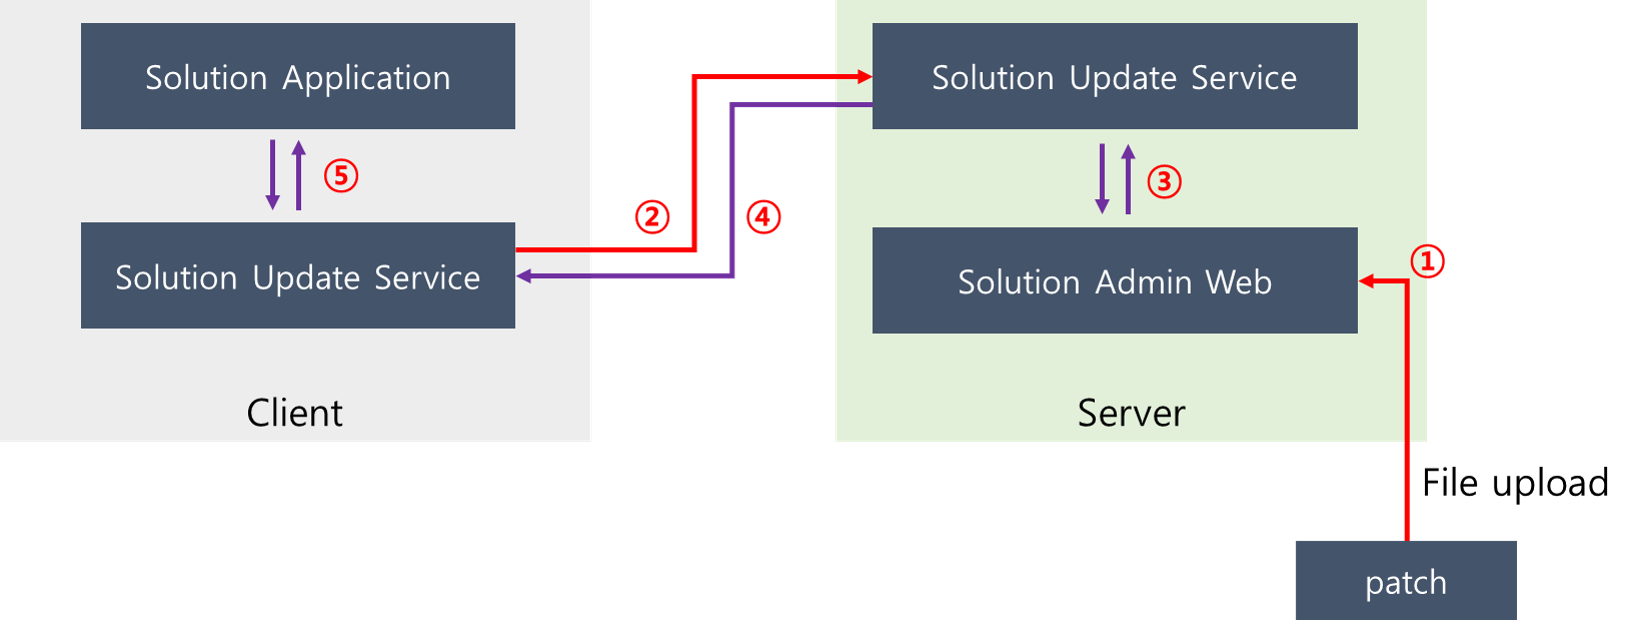 Solution Application
Solution Update Service
⑤
③
②
④
Solution Update Service
Solution Admin Web
①
Client
Server
File upload
patch